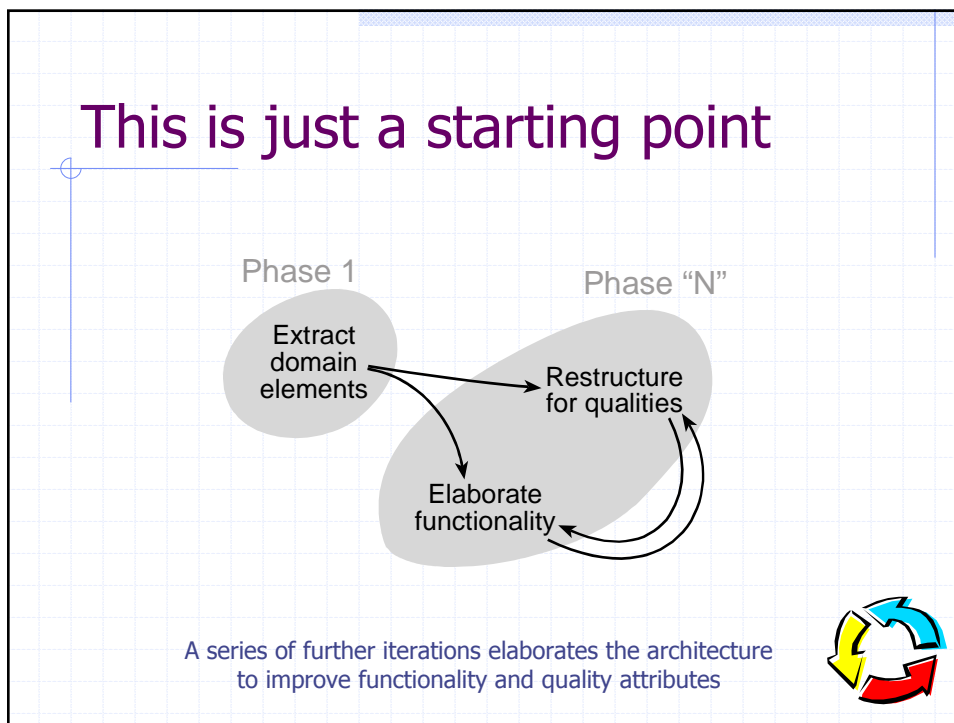 This is just a starting point
Phase 1
Phase “N”
Extract
domain
elements
Restructure
for qualities
Elaborate
functionality
A series of further iterations elaborates the architecture
to improve functionality and quality attributes